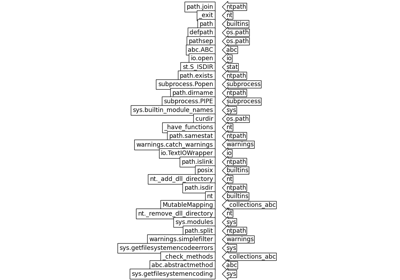 path.join ntpath
_exit nt
path builtins
defpath os.path
pathsep os.path
abc.ABC abc
io.open io
st.S_ISDIR stat
path.exists ntpath
subprocess.Popen subprocess
path.dirname ntpath
subprocess.PIPE subprocess
sys.builtin_module_names sys
curdir os.path
_have_functions nt
path.samestat ntpath
warnings.catch_warnings warnings
io.TextIOWrapper io
path.islink ntpath
posix builtins
nt._add_dll_directory nt
path.isdir ntpath
nt builtins
MutableMapping _collections_abc
nt._remove_dll_directory nt
sys.modules sys
path.split ntpath
warnings.simplefilter warnings
sys.getfilesystemencodeerrors sys
_check_methods _collections_abc
abc.abstractmethod abc
sys.getfilesystemencoding sys